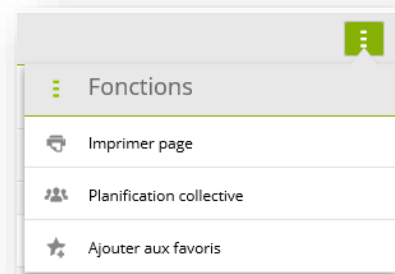 Fonctions
Imprimer page
Planification collective
Ajouter aux favoris